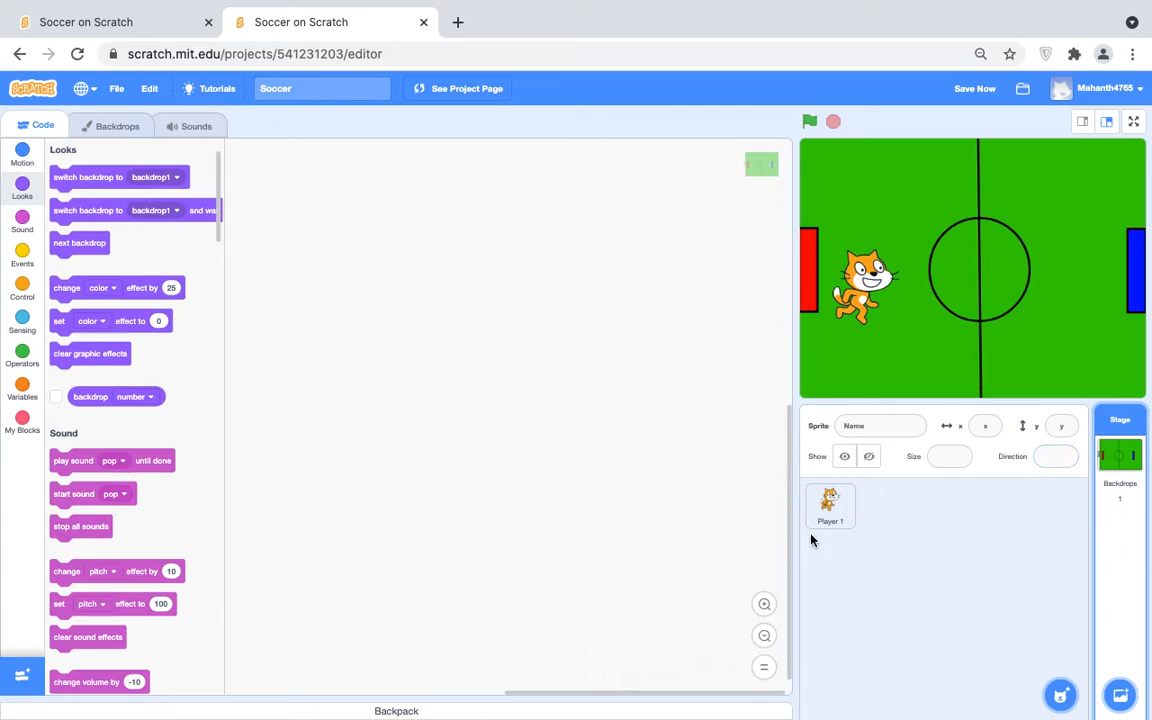 Soccer on Scratch
Soccer on Scratch
scratch.mit.edu/projects/541231203/editor
SCRATCH
File
Edit
Tutorials
Soccer
See Project Page
Save Now
Mahanth4765
Code
Backdrops
Sounds
Motion
Looks
Sound
Events
Control
Sensing
Operators
Variables
My Blocks
Looks
switch backdrop to backdrop1
switch backdrop to backdrop1 and wa
next backdrop
change color effect by 25
set color effect to 0
clear graphic effects
backdrop number
Sound
play sound pop until done
start sound pop
stop all sounds
change pitch effect by 10
set pitch effect to 100
clear sound effects
change volume by -10
Backpack
Sprite Name x x y y
Show Size Direction
Player 1
Stage
Backdrops
1